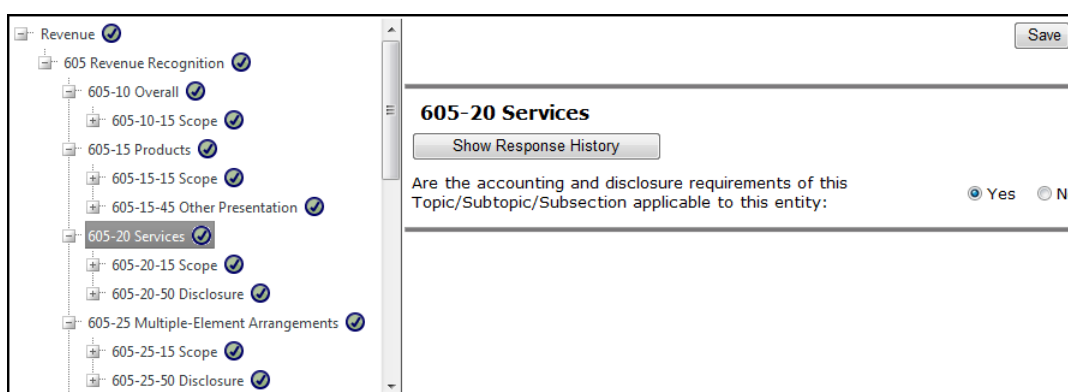 Revenue
605 Revenue Recognition
605-10 Overall
605-10-15 Scope
605-15 Products
605-15-15 Scope
605-15-45 Other Presentation
605-20 Services
605-20-15 Scope
605-20-50 Disclosure
605-25 Multiple-Element Arrangements
605-25-15 Scope
605-25-50 Disclosure
Save
605-20 Services
Show Response History
Are the accounting and disclosure requirements of this
Topic/Subtopic/Subsection applicable to this entity:
Yes
N